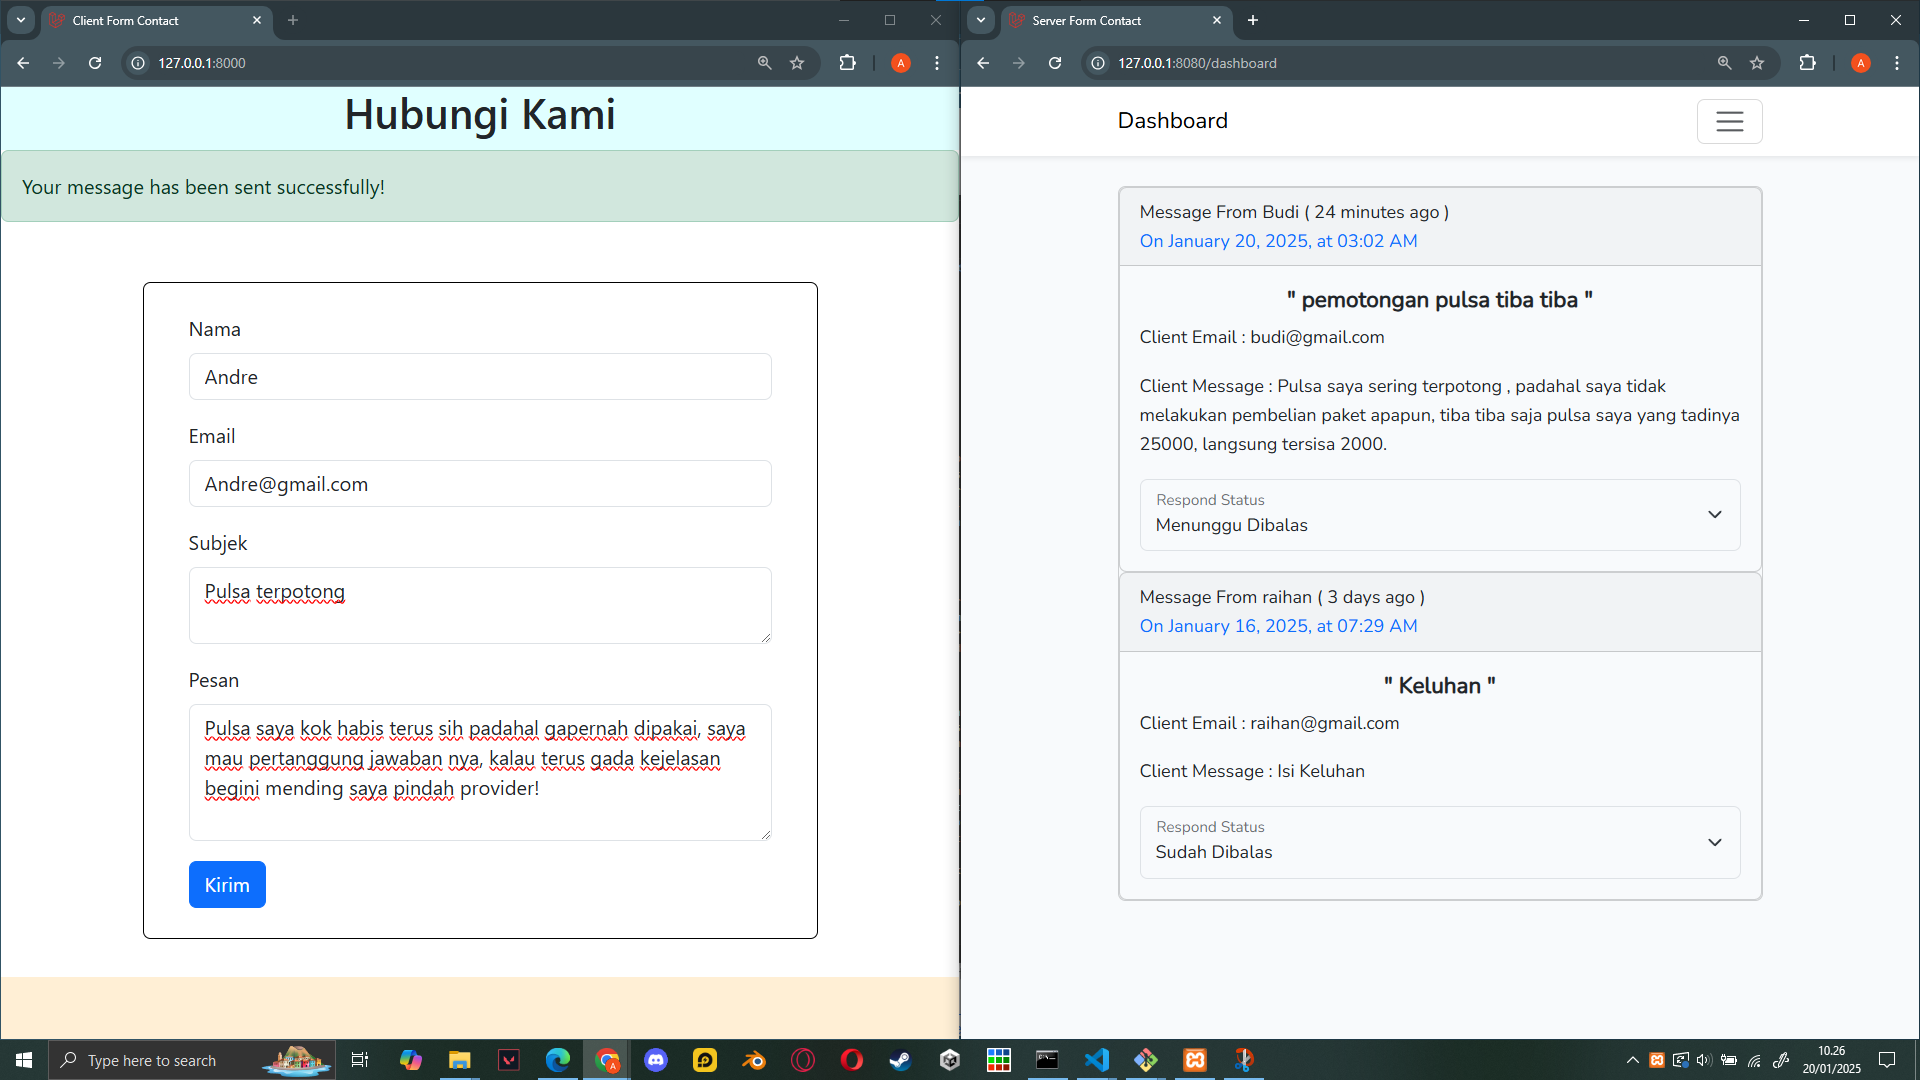 Client Form Contact
127.0.0.1:8000
A
Hubungi Kami
Your message has been sent successfully!
Nama
Andre
Email
Andre@gmail.com
Subjek
Pulsa terpotong
Pesan
Pulsa saya kok habis terus sih padahal gapernah dipakai, saya
mau pertanggung jawaban nya, kalau terus gada kejelasan
begini mending saya pindah provider!
Kirim
Server Form Contact
127.0.0.1:8080/dashboard
A
Dashboard
Message From Budi ( 24 minutes ago )
On January 20, 2025, at 03:02 AM
" pemotongan pulsa tiba tiba "
Client Email : budi@gmail.com
Client Message : Pulsa saya sering terpotong , padahal saya tidak
melakukan pembelian paket apapun, tiba tiba saja pulsa saya yang tadinya
25000, langsung tersisa 2000.
Respond Status
Menunggu Dibalas
Message From raihan ( 3 days ago )
On January 16, 2025, at 07:29 AM
" Keluhan "
Client Email : raihan@gmail.com
Client Message : Isi Keluhan
Respond Status
Sudah Dibalas
Type here to search
10.26
20/01/2025